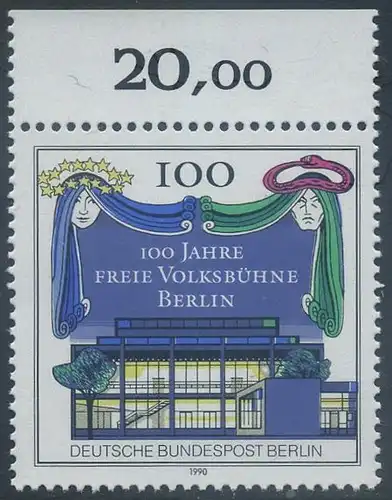 20,00
100
100 JAHRE
FREIE VOLKSBÜHNE
BERLIN
DEUTSCHE BUNDESPOST BERLIN
1990